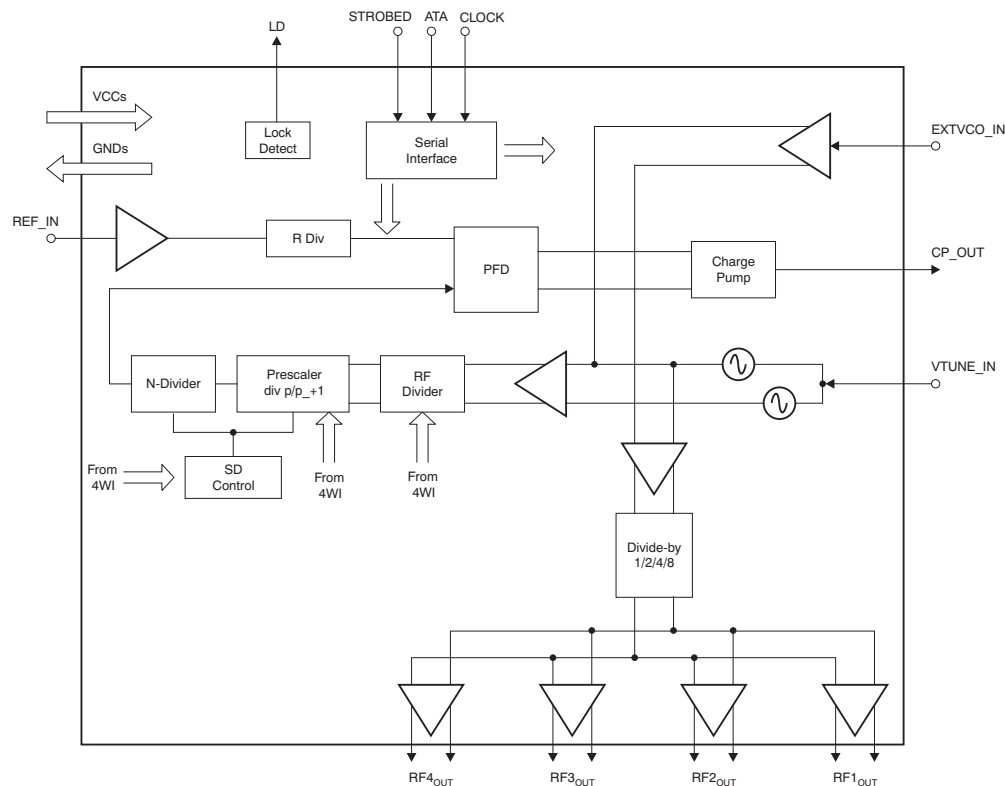 STROBED ATA CLOCK
LD
VCCs
GNDs
Lock
Detect
Serial
Interface
EXTVCO_IN
REF_IN
R Div
PFD
Charge
Pump
CP_OUT
N-Divider
Prescaler
div p/p_+1
RF
Divider
VTUNE_IN
From
4WI
SD
Control
From
4WI
From
4WI
Divide-by
1/2/4/8
RF4OUT
RF3OUT
RF2OUT
RF1OUT